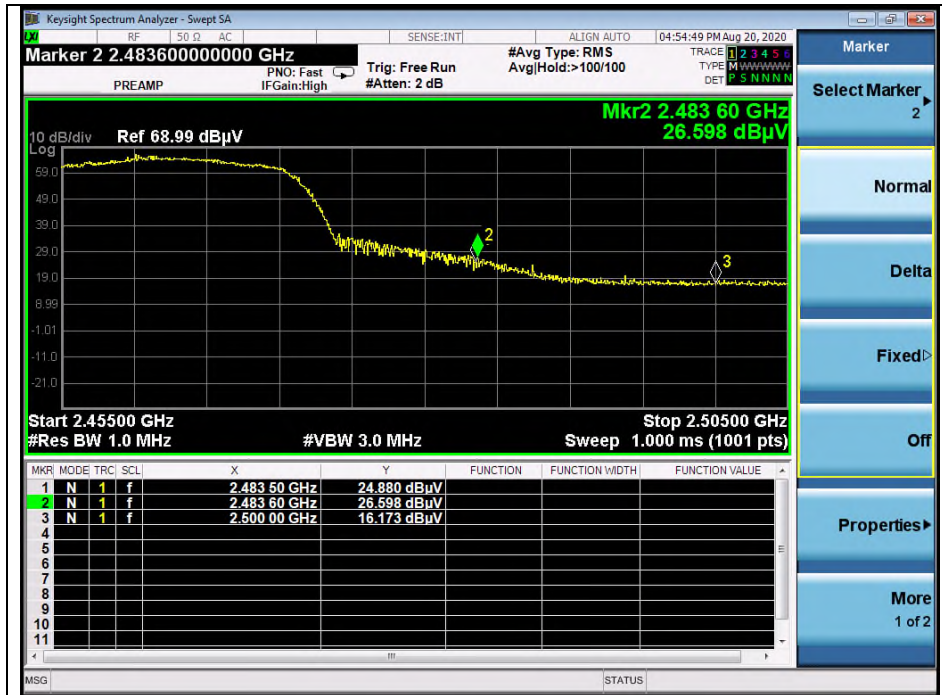 Keysight Spectrum Analyzer - Swept SA
LXI RF 50 Ω AC SENSE:INT ALIGN AUTO 04:54:49 PM Aug 20, 2020
Marker 2 2.483600000000 GHz
PREAMP
PNO: Fast
IFGain:High
Trig: Free Run
#Atten: 2 dB
#Avg Type: RMS
Avg|Hold:>100/100
TRACE 1 2 3 4 5 6
TYPE M WWWWW
DET P S N N N N
Mkr2 2.483 60 GHz
26.598 dBµV
10 dB/div Ref 68.99 dBµV
Log
59.0
49.0
39.0
29.0
19.0
8.99
-1.01
-11.0
-21.0
2
3
Start 2.45500 GHz Stop 2.50500 GHz
#Res BW 1.0 MHz #VBW 3.0 MHz Sweep 1.000 ms (1001 pts)
MKR MODE TRC SCL X Y FUNCTION FUNCTION WIDTH FUNCTION VALUE
1 N 1 f 2.483 50 GHz 24.880 dBµV
2 N 1 f 2.483 60 GHz 26.598 dBµV
3 N 1 f 2.500 00 GHz 16.173 dBµV
4
5
6
7
8
9
10
11
MSG STATUS
Marker
Select Marker
2
Normal
Delta
Fixed
Off
Properties
More
1 of 2